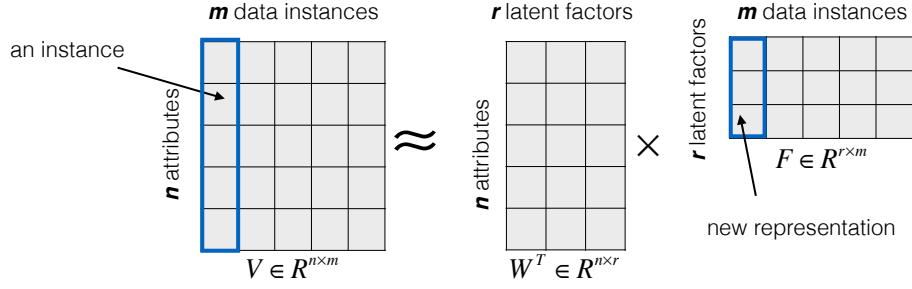 m data instances
r latent factors
m data instances
an instance
n attributes
≈
n attributes
×
r latent factors
V ∈ R^{n×m}
W^T ∈ R^{n×r}
F ∈ R^{r×m}
new representation